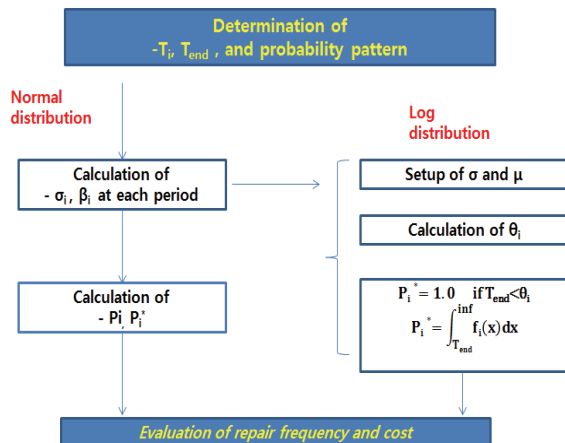 Determination of
-Ti, Tend , and probability pattern
Normal
distribution
Log
distribution
Calculation of
- σi, βi at each period
Setup of σ and μ
Calculation of θi
Calculation of
- Pi, Pi*
Pi* = 1.0 if Tend<θi
Pi* = ∫Tend inf fi(x)dx
Evaluation of repair frequency and cost